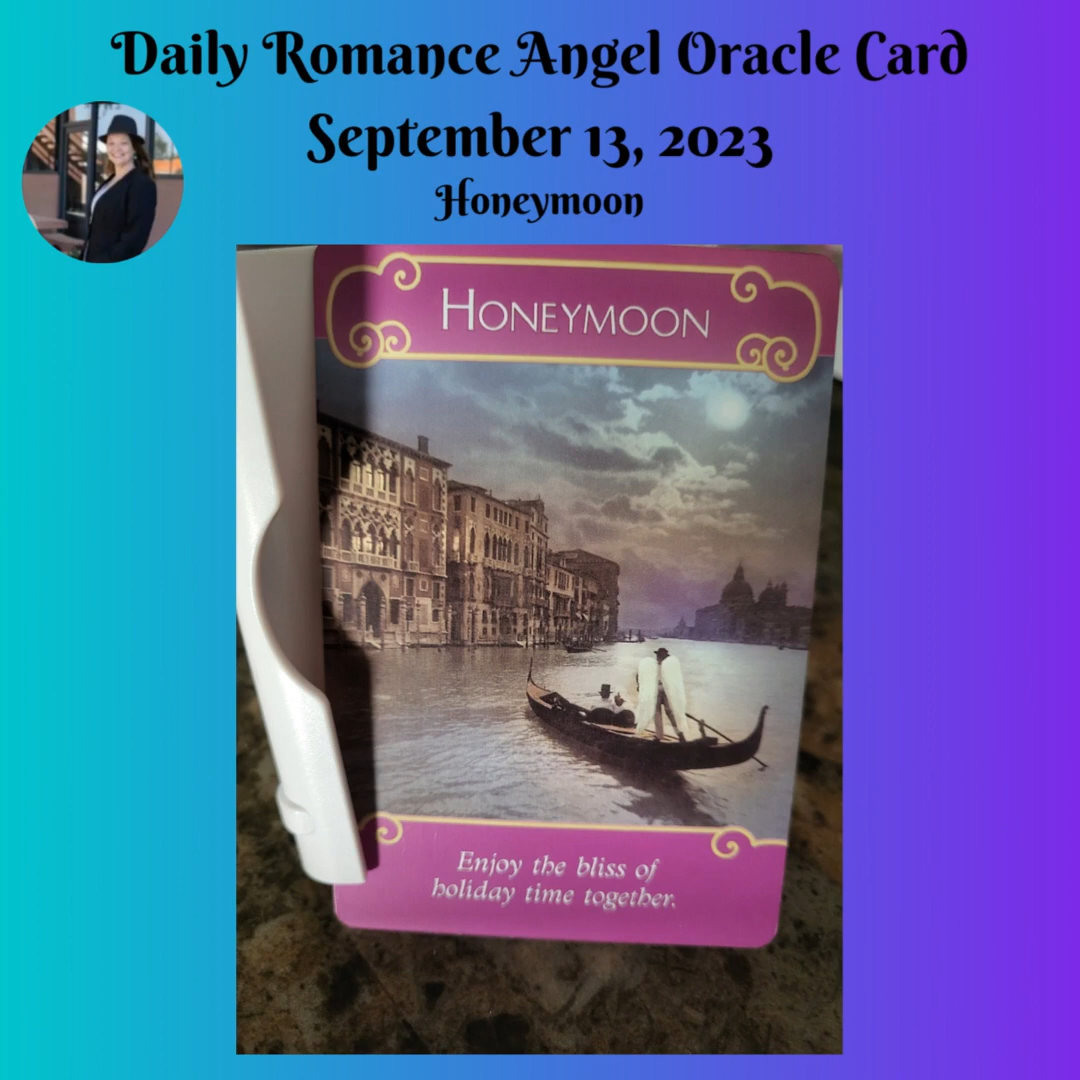 Daily Romance Angel Oracle Card
September 13, 2023
Honeymoon
HONEYMOON
Enjoy the bliss of
holiday time together.